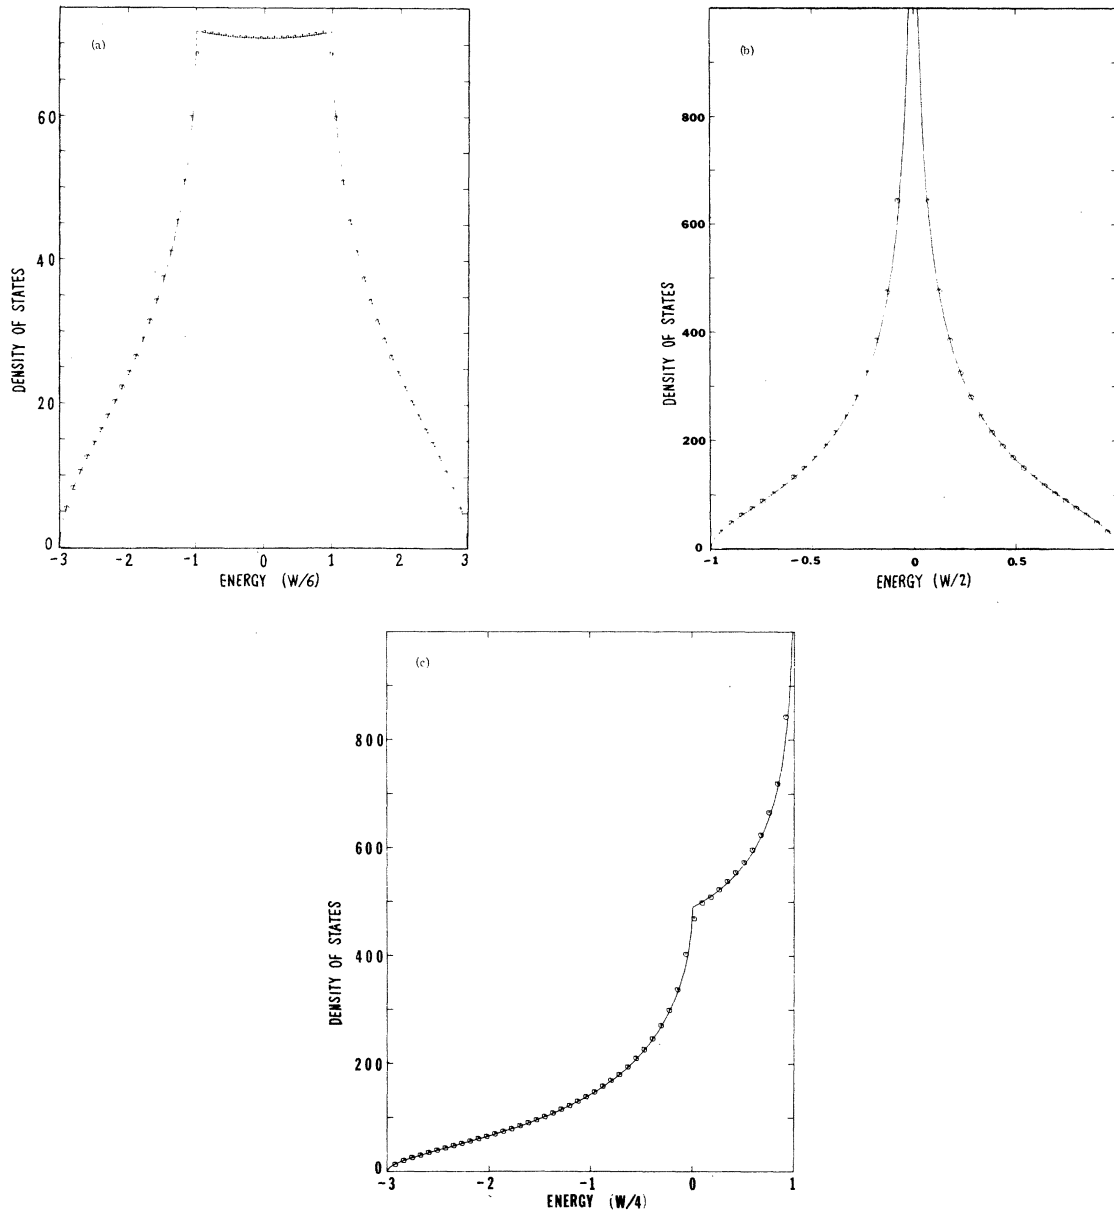 (a)
60
40
20
0
DENSITY OF STATES
-3 -2 -1 0 1 2 3
ENERGY (W/6)
(b)
800
600
400
200
0
DENSITY OF STATES
-1 -0.5 0 0.5
ENERGY (W/2)
(c)
800
600
400
200
0
DENSITY OF STATES
-3 -2 -1 0 1
ENERGY (W/4)